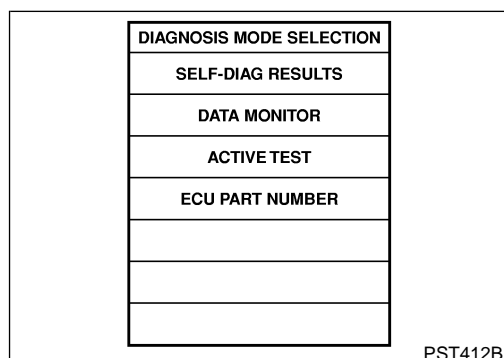 DIAGNOSIS MODE SELECTION
SELF-DIAG RESULTS
DATA MONITOR
ACTIVE TEST
ECU PART NUMBER
PST412B